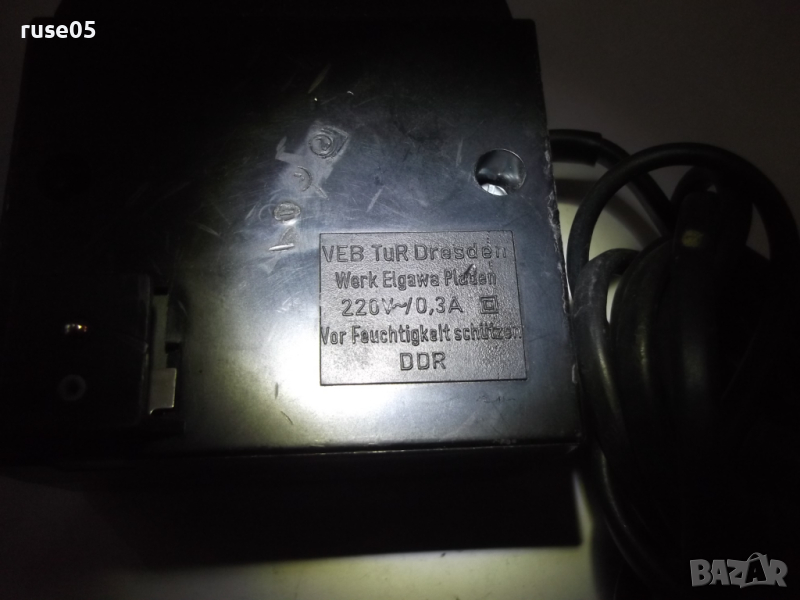 ruse05
VEB TuR Dresden
Werk Elgawa Plauen
220V~/0,3A
Vor Feuchtigkeit schützen
DDR
BAZAR